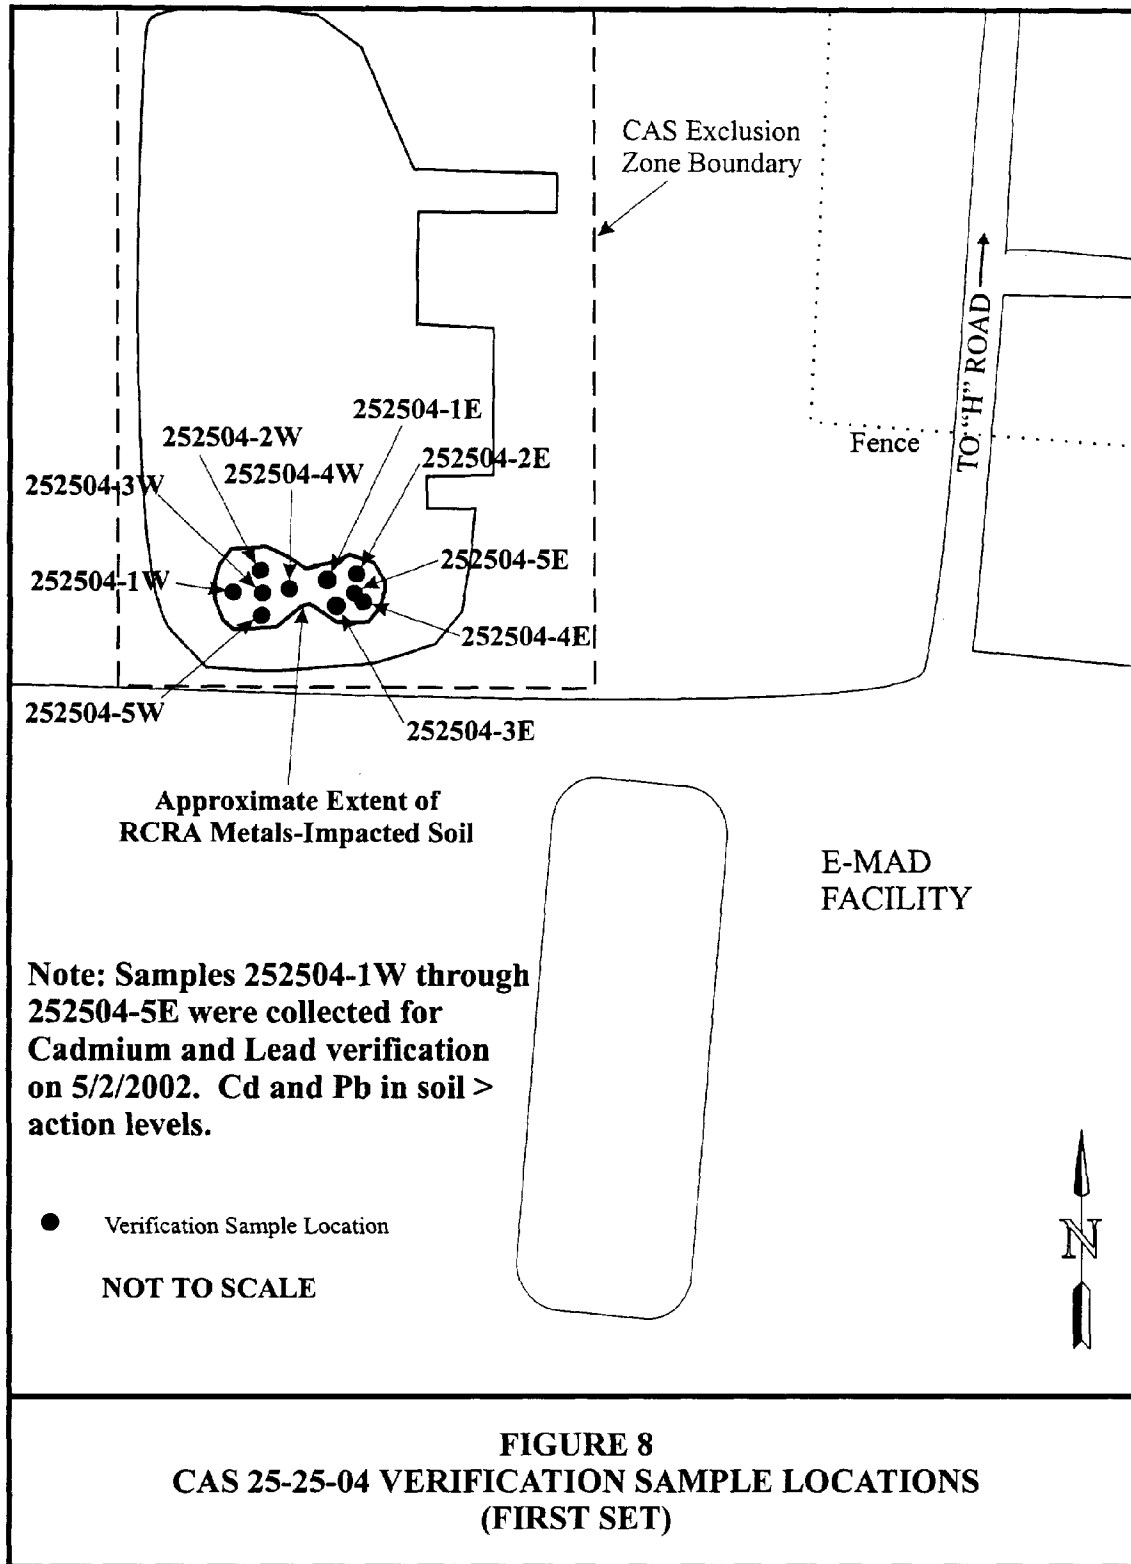 CAS Exclusion
Zone Boundary
TO "H" ROAD
Fence
252504-1E
252504-2W
252504-4W
252504-2E
252504-3W
252504-5E
252504-1W
252504-4E
252504-5W
252504-3E
Approximate Extent of
RCRA Metals-Impacted Soil
E-MAD
FACILITY
Note: Samples 252504-1W through
252504-5E were collected for
Cadmium and Lead verification
on 5/2/2002. Cd and Pb in soil >
action levels.
Verification Sample Location
NOT TO SCALE
N
FIGURE 8
CAS 25-25-04 VERIFICATION SAMPLE LOCATIONS
(FIRST SET)